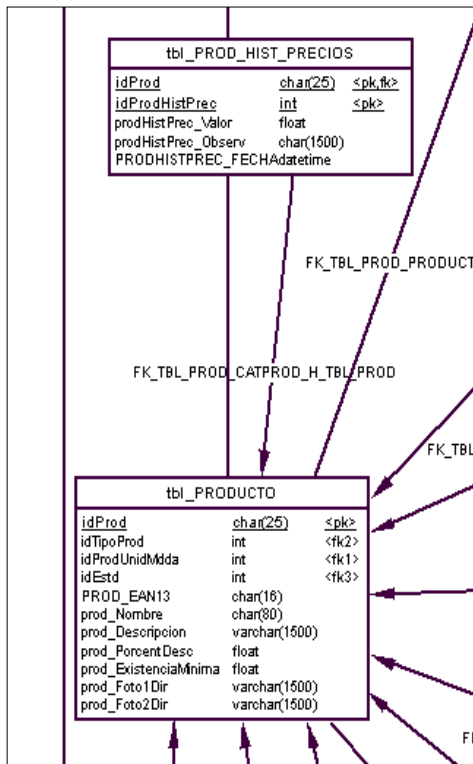 tbl_PROD_HIST_PRECIOS
idProd char(25) <pk,fk>
idProdHistPrec int <pk>
prodHistPrec_Valor float
prodHistPrec_Observ char(1500)
PRODHISTPREC_FECHA datetime
FK_TBL_PROD_PRODUCT
FK_TBL_PROD_CATPROD_H_TBL_PROD
FK_TBL
tbl_PRODUCTO
idProd char(25) <pk>
idTipoProd int <fk2>
idProdUnidMdda int <fk1>
idEstd int <fk3>
PROD_EAN13 char(16)
prod_Nombre char(80)
prod_Descripcion varchar(1500)
prod_PorcentDesc float
prod_ExistenciaMinima float
prod_Foto1Dir varchar(1500)
prod_Foto2Dir varchar(1500)